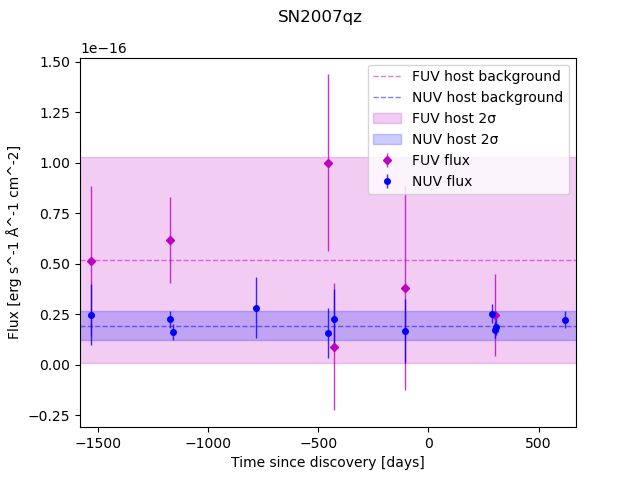 SN2007qz
1e−16
FUV host background
NUV host background
FUV host 2σ
NUV host 2σ
FUV flux
NUV flux
1.50
1.25
1.00
0.75
0.50
0.25
0.00
−0.25
Flux [erg s^-1 Å^-1 cm^-2]
−1500 −1000 −500 0 500
Time since discovery [days]